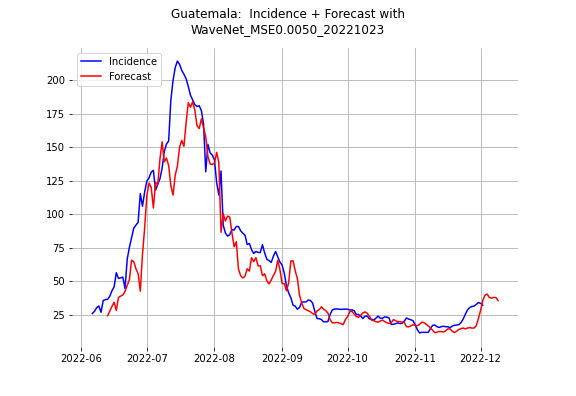 Guatemala:  Incidence + Forecast with
WaveNet_MSE0.0050_20221023
Incidence
Forecast
200
175
150
125
100
75
50
25
2022-06 2022-07 2022-08 2022-09 2022-10 2022-11 2022-12